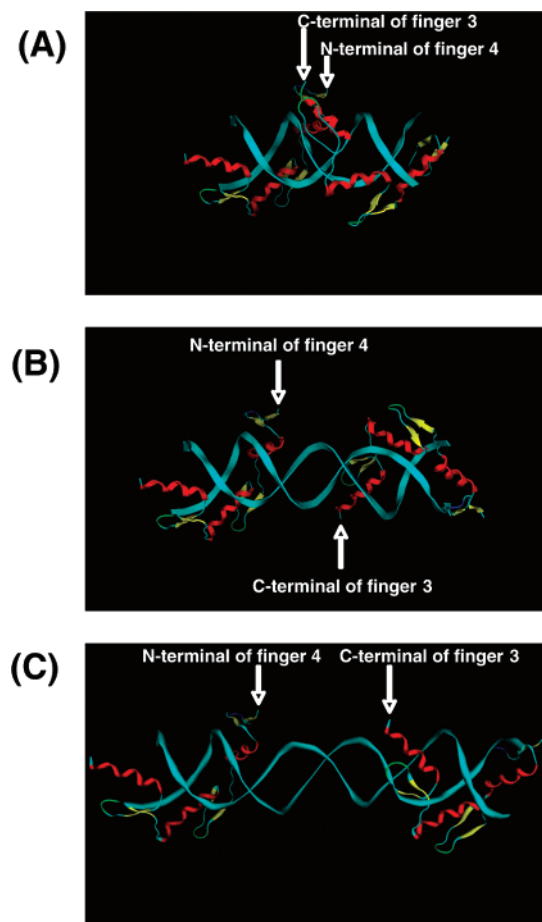 (A)
C-terminal of finger 3
N-terminal of finger 4
(B)
N-terminal of finger 4
C-terminal of finger 3
(C)
N-terminal of finger 4 C-terminal of finger 3